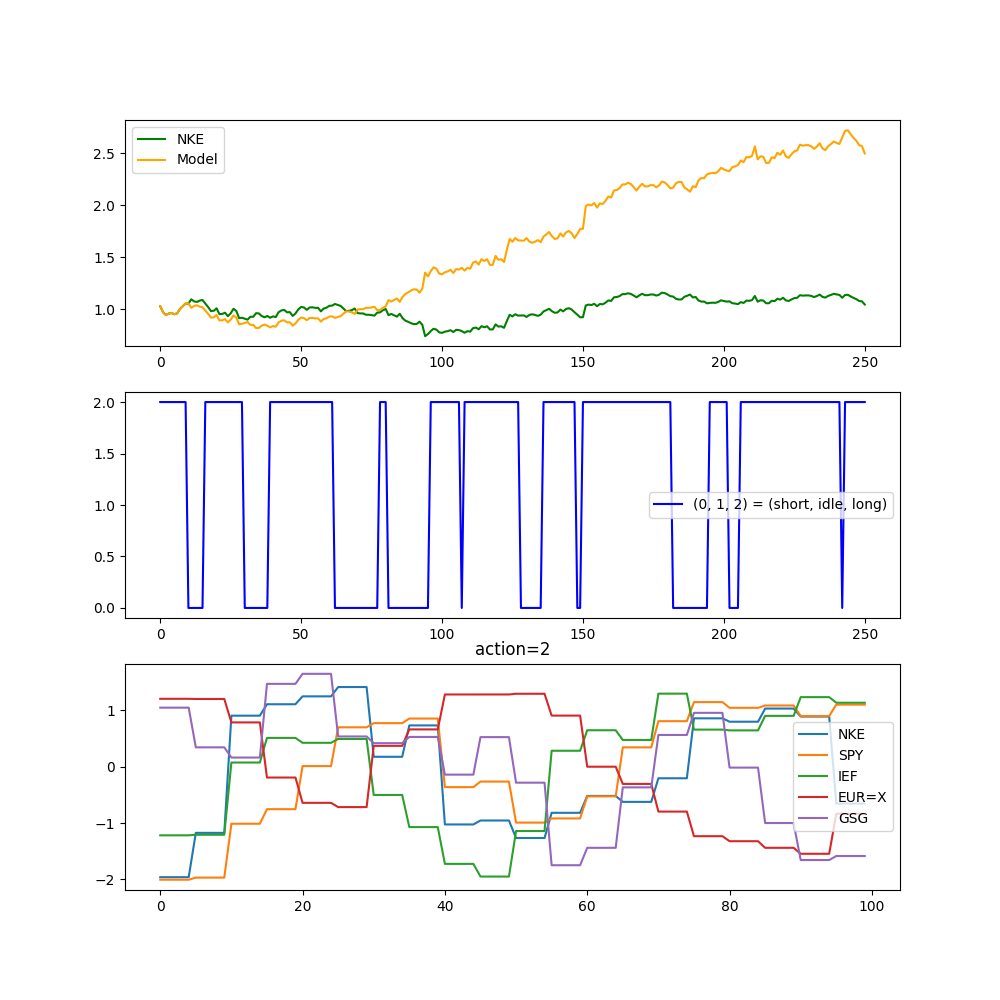 NKE
Model
2.5
2.0
1.5
1.0
0 50 100 150 200 250
2.0
1.5
1.0
0.5
0.0
(0, 1, 2) = (short, idle, long)
0 50 100 150 200 250
action=2
1
0
−1
−2
NKE
SPY
IEF
EUR=X
GSG
0 20 40 60 80 100